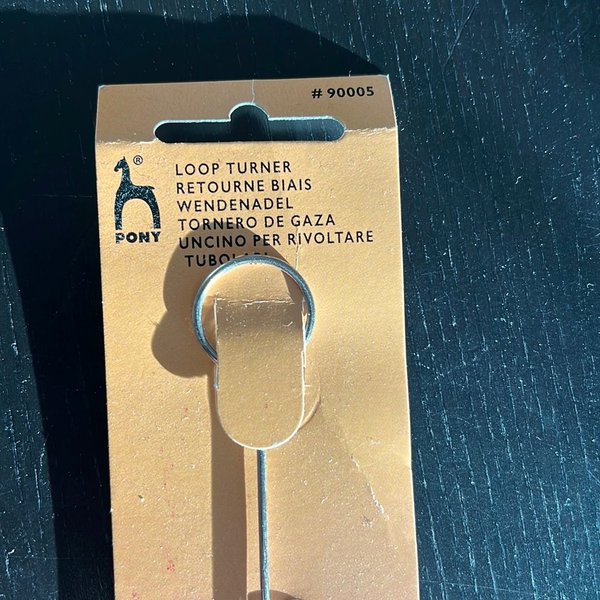 # 90005
®
PONY
LOOP TURNER
RETOURNE BIAIS
WENDENADEL
TORNERO DE GAZA
UNCINO PER RIVOLTARE